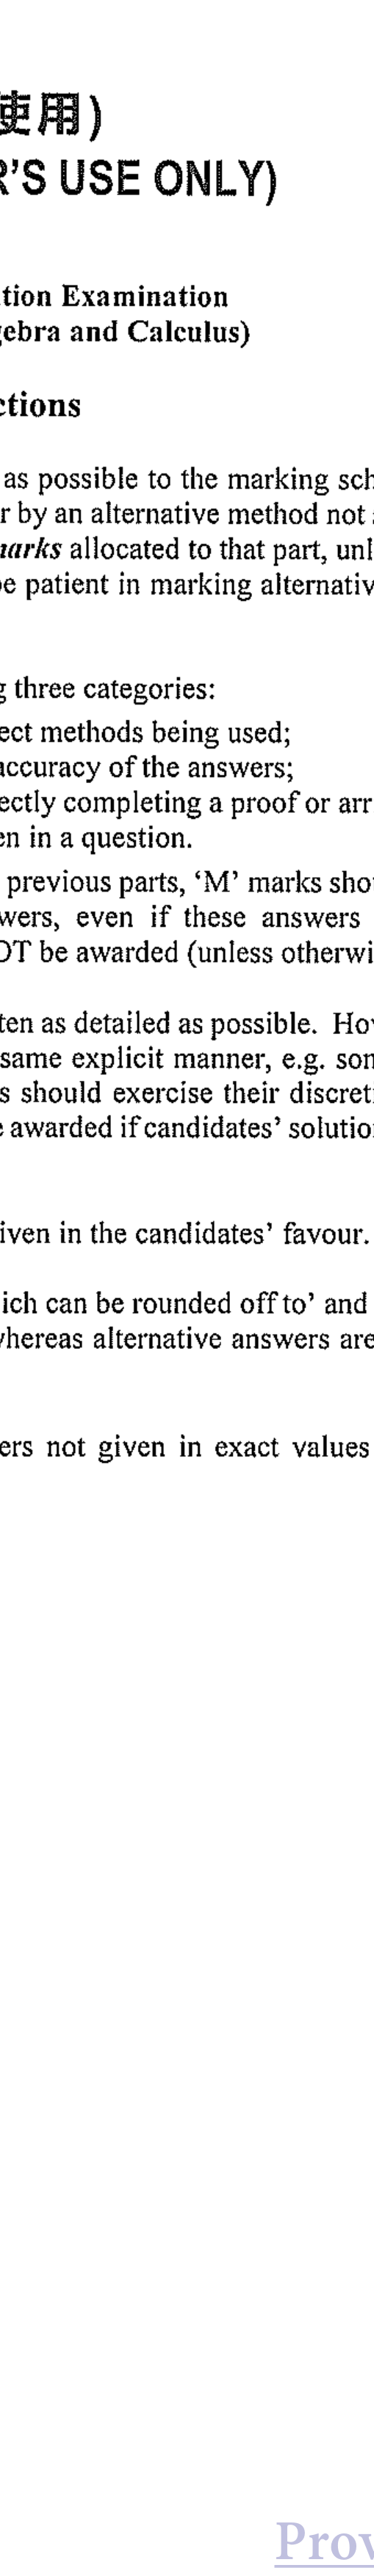 使用)
R'S USE ONLY)
tion Examination
gebra and Calculus)
ctions
as possible to the marking sch
r by an alternative method not
marks allocated to that part, unl
be patient in marking alternativ
g three categories:
ect methods being used;
accuracy of the answers;
ectly completing a proof or arr
en in a question.
previous parts, ‘M’ marks shou
wers, even if these answers
OT be awarded (unless otherwi
ten as detailed as possible. Hov
same explicit manner, e.g. son
s should exercise their discreti
e awarded if candidates’ solution
iven in the candidates’ favour.
ich can be rounded off to’ and
whereas alternative answers are
ers not given in exact values
Prov